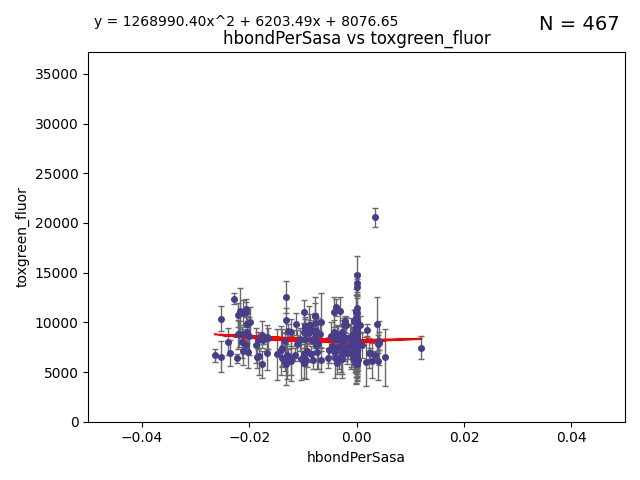 y = 1268990.40x^2 + 6203.49x + 8076.65
N = 467
hbondPerSasa vs toxgreen_fluor
35000
30000
25000
20000
15000
10000
5000
0
toxgreen_fluor
−0.04
−0.02
0.00
0.02
0.04
hbondPerSasa